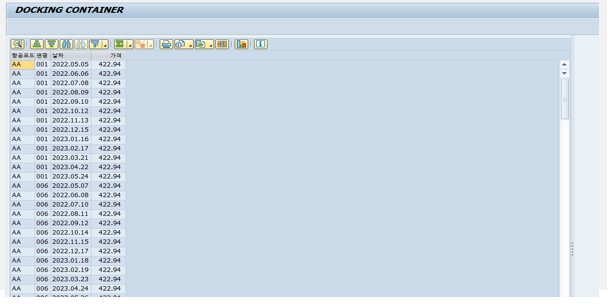 DOCKING CONTAINER
항공코드 편명 날짜 가격
AA 001 2022.05.05 422.94
AA 001 2022.06.06 422.94
AA 001 2022.07.08 422.94
AA 001 2022.08.09 422.94
AA 001 2022.09.10 422.94
AA 001 2022.10.12 422.94
AA 001 2022.11.13 422.94
AA 001 2022.12.15 422.94
AA 001 2023.01.16 422.94
AA 001 2023.02.17 422.94
AA 001 2023.03.21 422.94
AA 001 2023.04.22 422.94
AA 001 2023.05.24 422.94
AA 006 2022.05.07 422.94
AA 006 2022.06.08 422.94
AA 006 2022.07.10 422.94
AA 006 2022.08.11 422.94
AA 006 2022.09.12 422.94
AA 006 2022.10.14 422.94
AA 006 2022.11.15 422.94
AA 006 2022.12.17 422.94
AA 006 2023.01.18 422.94
AA 006 2023.02.19 422.94
AA 006 2023.03.23 422.94
AA 006 2023.04.24 422.94
AA 006 2023.05.26 422.94